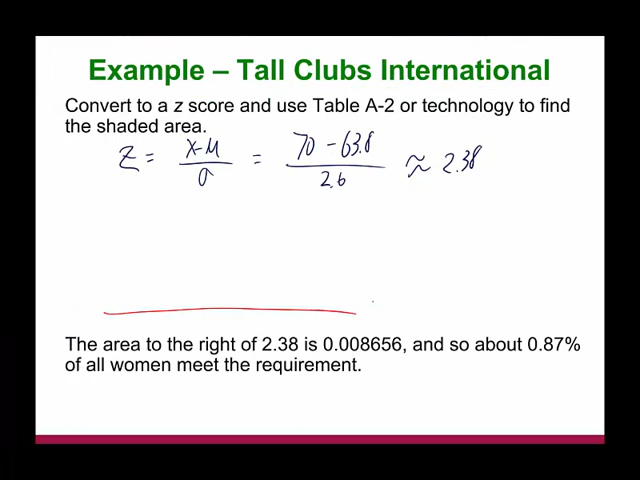 Example – Tall Clubs International
Convert to a z score and use Table A-2 or technology to find
the shaded area.
z = x-μ/σ = 70-63.8/2.6 ≈ 2.38
The area to the right of 2.38 is 0.008656, and so about 0.87%
of all women meet the requirement.